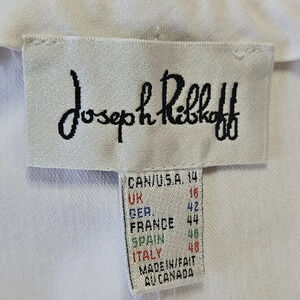 Joseph Ribkoff
CAN/U.S.A. 14
UK 16
GER. 42
FRANCE 44
SPAIN 46
ITALY 48
MADE IN/FAIT
AU CANADA